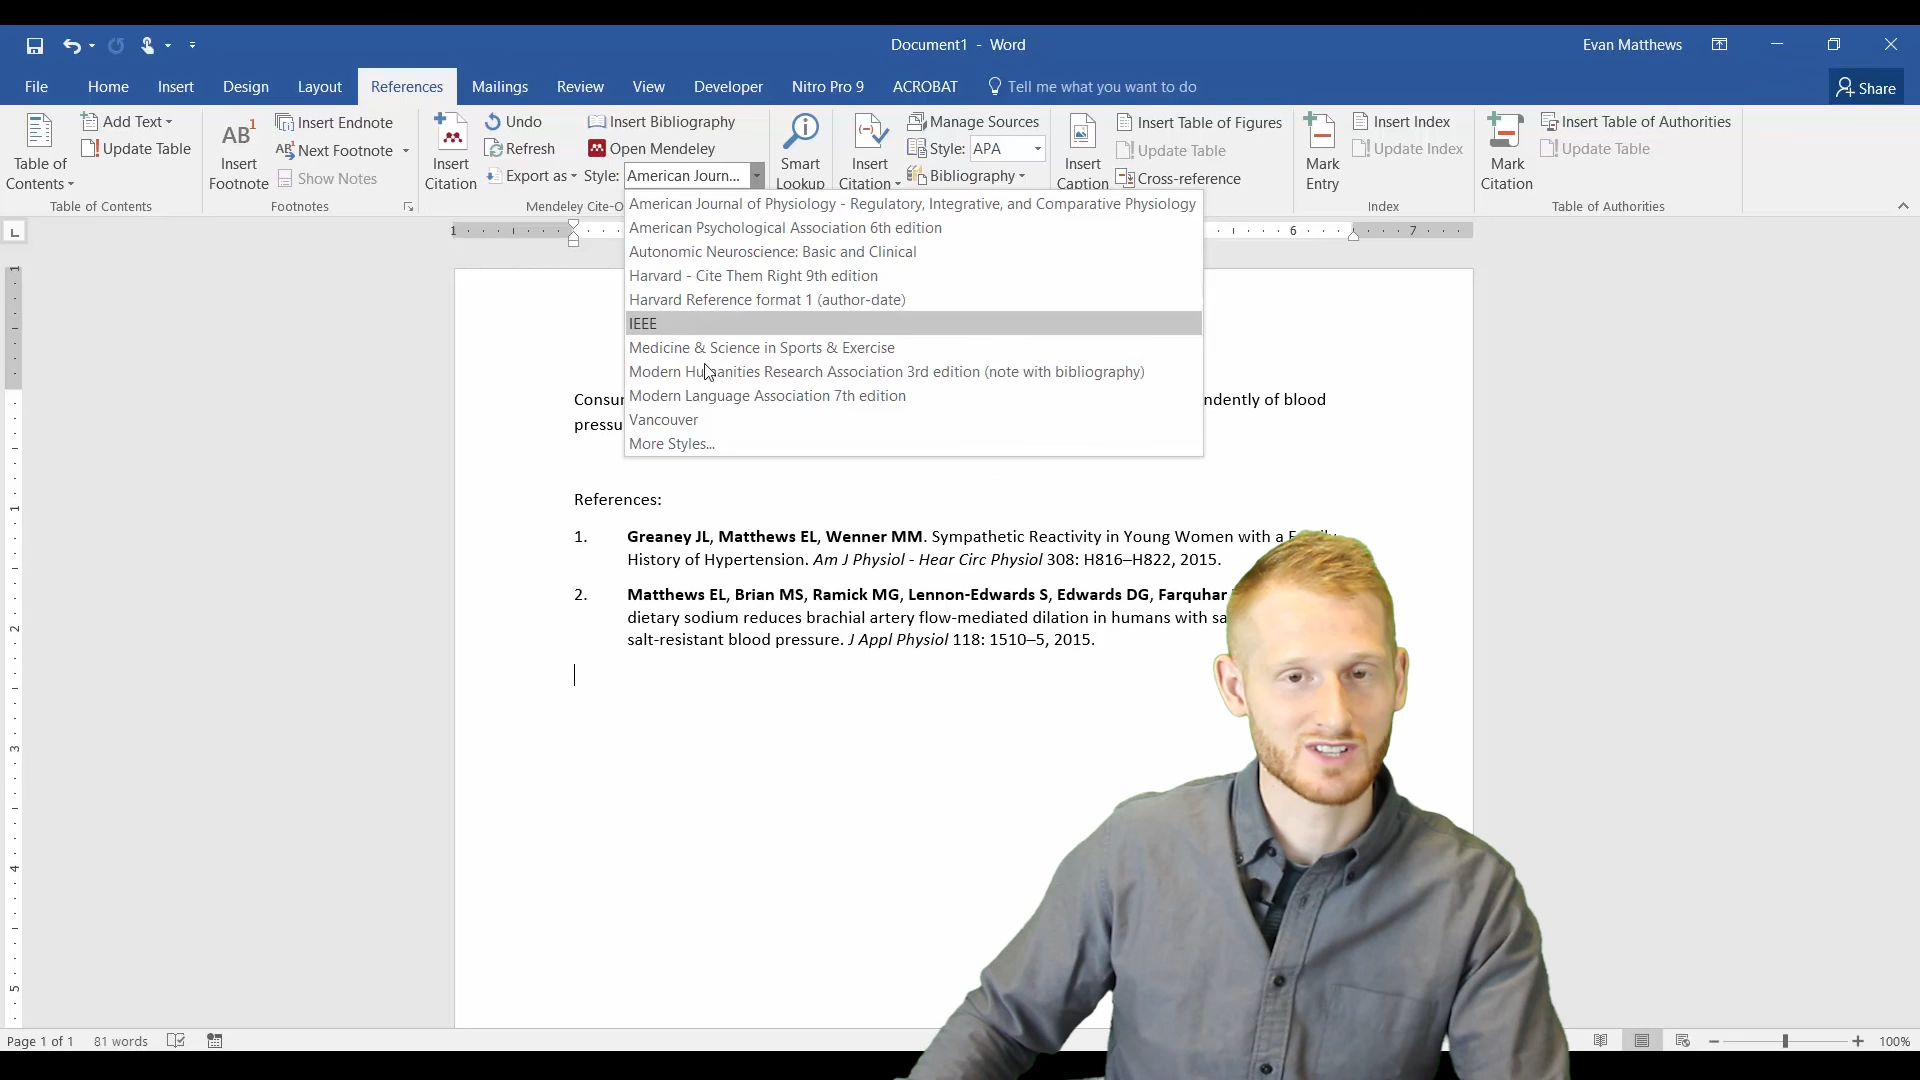 Document1 - Word
Evan Matthews
File Home Insert Design Layout References Mailings Review View Developer Nitro Pro 9 ACROBAT Tell me what you want to do
Share
Table of Contents
Add Text
Update Table
Table of Contents
AB1
Insert Footnote
Insert Endnote
AB1 Next Footnote
Show Notes
Footnotes
Insert Citation
Undo
Refresh
Export as
Insert Bibliography
Open Mendeley
Style: American Journ...
Mendeley Cite-O
Smart Lookup
Insert Citation
Manage Sources
Style: APA
Bibliography
Insert Caption
Insert Table of Figures
Update Table
Cross-reference
Mark Entry
Insert Index
Update Index
Index
Mark Citation
Insert Table of Authorities
Update Table
Table of Authorities
American Journal of Physiology - Regulatory, Integrative, and Comparative Physiology
American Psychological Association 6th edition
Autonomic Neuroscience: Basic and Clinical
Harvard - Cite Them Right 9th edition
Harvard Reference format 1 (author-date)
IEEE
Medicine & Science in Sports & Exercise
Modern Humanities Research Association 3rd edition (note with bibliography)
Modern Language Association 7th edition
Vancouver
More Styles...
1 6 7
L
1
1
2
3
4
5
ndently of blood
References:
1. Greaney JL, Matthews EL, Wenner MM. Sympathetic Reactivity in Young Women with a
History of Hypertension. Am J Physiol - Hear Circ Physiol 308: H816–H822, 2015.
2. Matthews EL, Brian MS, Ramick MG, Lennon-Edwards S, Edwards DG, Farquhar
dietary sodium reduces brachial artery flow-mediated dilation in humans with
salt-resistant blood pressure. J Appl Physiol 118: 1510–5, 2015.
Page 1 of 1 81 words
100%